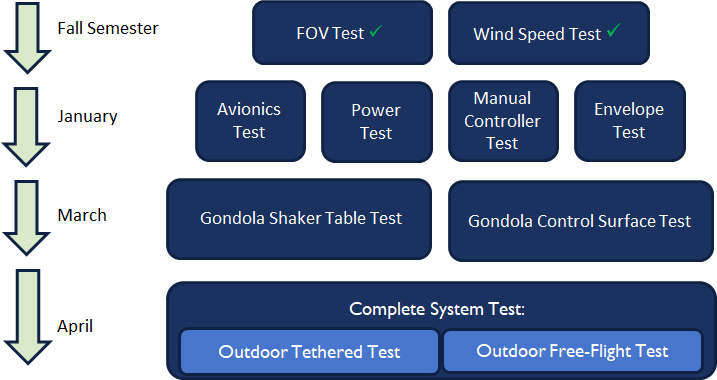 Fall Semester
FOV Test ✓
Wind Speed Test ✓
January
Avionics
Test
Power
Test
Manual
Controller
Test
Envelope
Test
March
Gondola Shaker Table Test
Gondola Control Surface Test
April
Complete System Test:
Outdoor Tethered Test
Outdoor Free-Flight Test